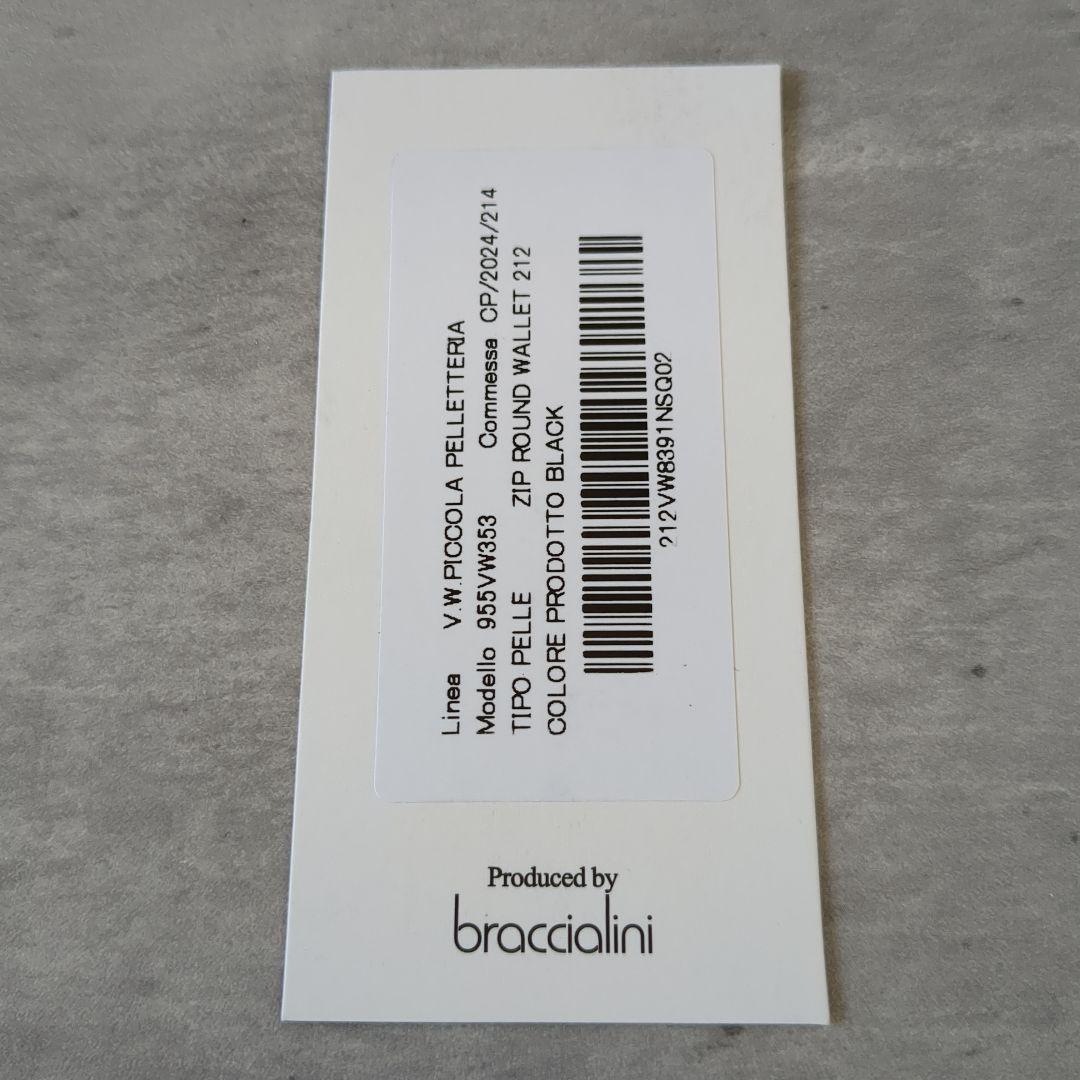 Linea V.W.PICCOLA PELLETTERIA
Modello 955VW353 Commessa CP/2024/214
TIPO PELLE ZIP ROUND WALLET 212
COLORE PRODOTTO BLACK
212VW8391NSQ02
Produced by
braccialini